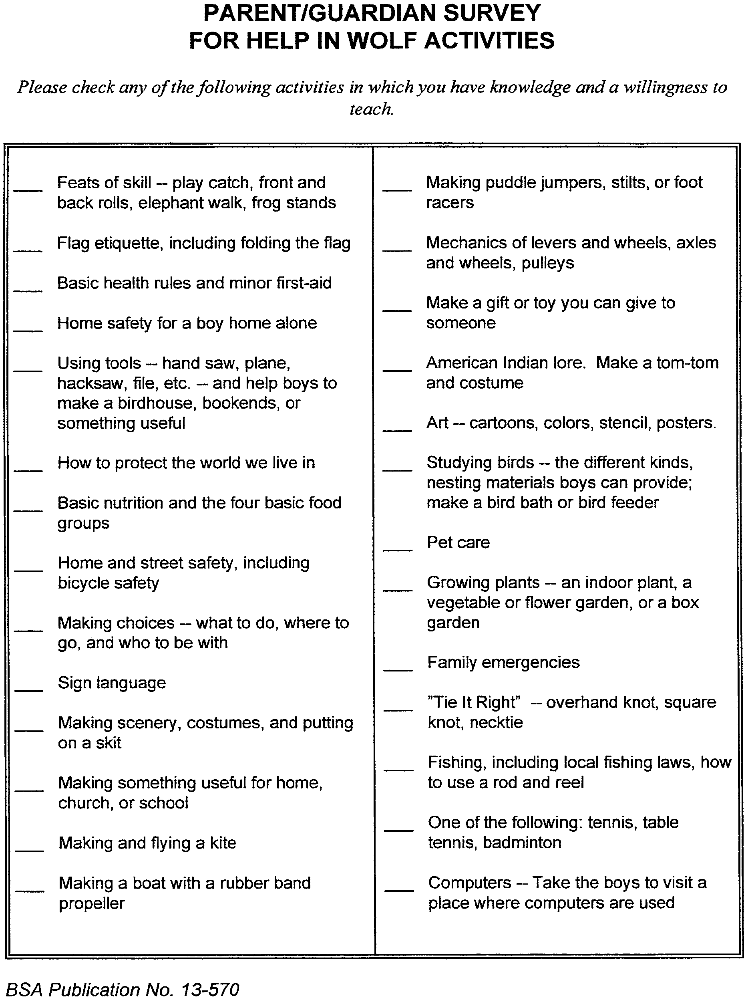 PARENT/GUARDIAN SURVEY
FOR HELP IN WOLF ACTIVITIES
Please check any of the following activities in which you have knowledge and a willingness to
teach.
___ Feats of skill -- play catch, front and
back rolls, elephant walk, frog stands
___ Flag etiquette, including folding the flag
___ Basic health rules and minor first-aid
___ Home safety for a boy home alone
___ Using tools -- hand saw, plane,
hacksaw, file, etc. -- and help boys to
make a birdhouse, bookends, or
something useful
___ How to protect the world we live in
___ Basic nutrition and the four basic food
groups
___ Home and street safety, including
bicycle safety
___ Making choices -- what to do, where to
go, and who to be with
___ Sign language
___ Making scenery, costumes, and putting
on a skit
___ Making something useful for home,
church, or school
___ Making and flying a kite
___ Making a boat with a rubber band
propeller
___ Making puddle jumpers, stilts, or foot
racers
___ Mechanics of levers and wheels, axles
and wheels, pulleys
___ Make a gift or toy you can give to
someone
___ American Indian lore.  Make a tom-tom
and costume
___ Art -- cartoons, colors, stencil, posters.
___ Studying birds -- the different kinds,
nesting materials boys can provide;
make a bird bath or bird feeder
___ Pet care
___ Growing plants -- an indoor plant, a
vegetable or flower garden, or a box
garden
___ Family emergencies
___ ”Tie It Right”  -- overhand knot, square
knot, necktie
___ Fishing, including local fishing laws, how
to use a rod and reel
___ One of the following: tennis, table
tennis, badminton
___ Computers -- Take the boys to visit a
place where computers are used
BSA Publication No. 13-570